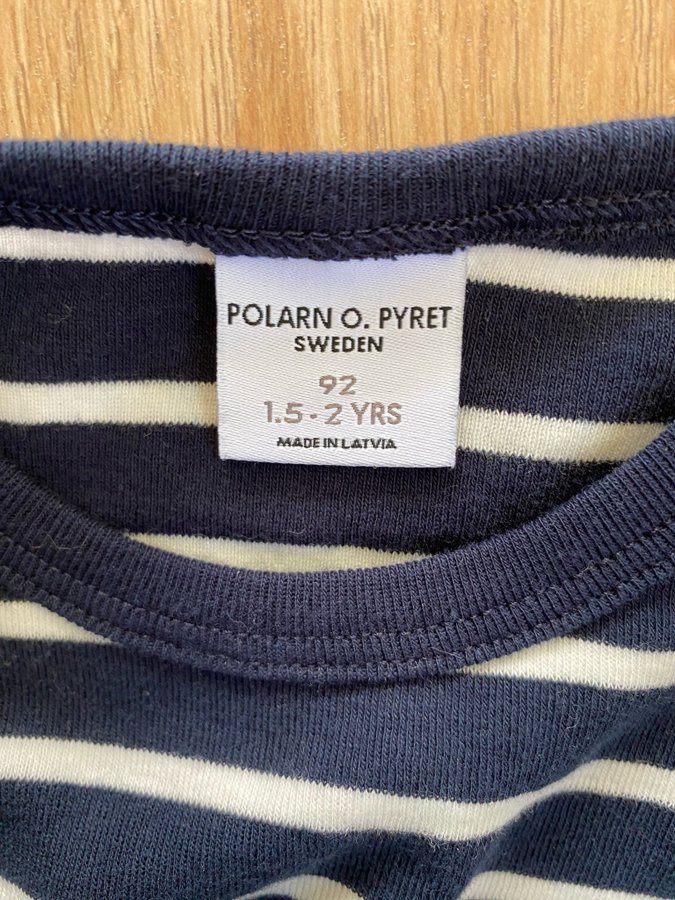 POLARN O. PYRET
SWEDEN
92
1.5 - 2 YRS
MADE IN LATVIA